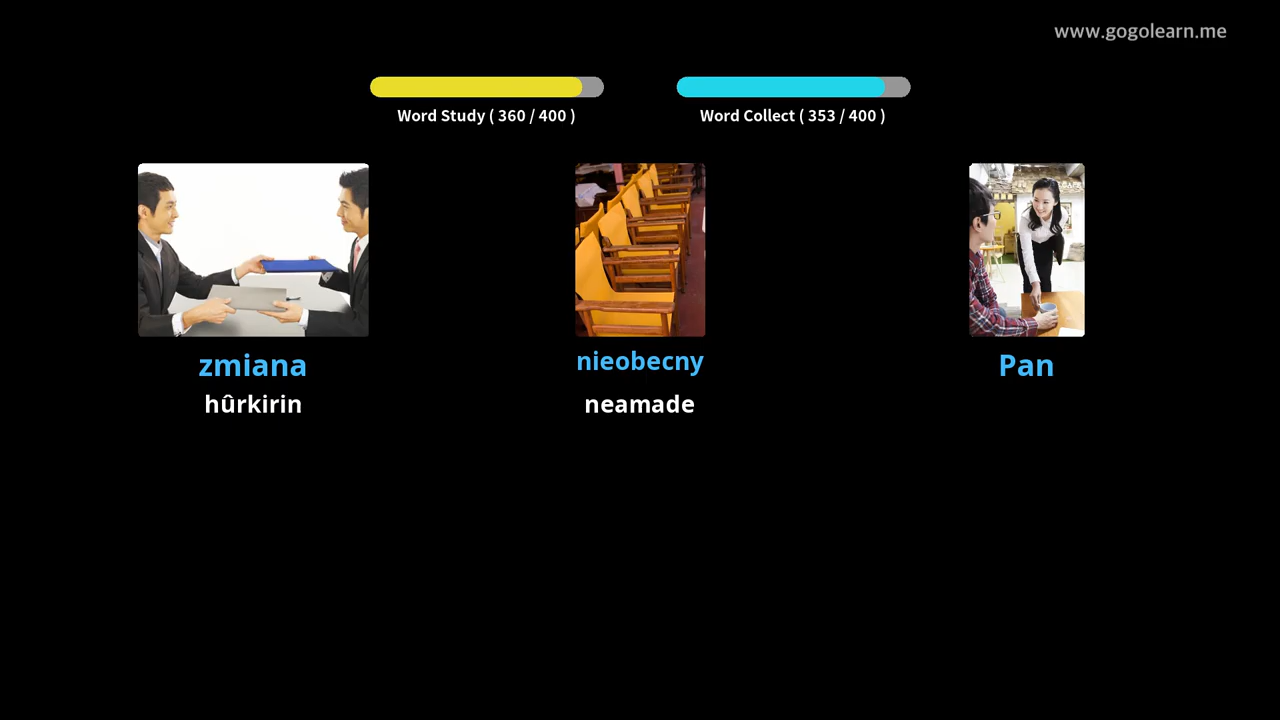 www.gogolearn.me
Word Study ( 360 / 400 )
Word Collect ( 353 / 400 )
zmiana
nieobecny
Pan
hûrkirin
neamade